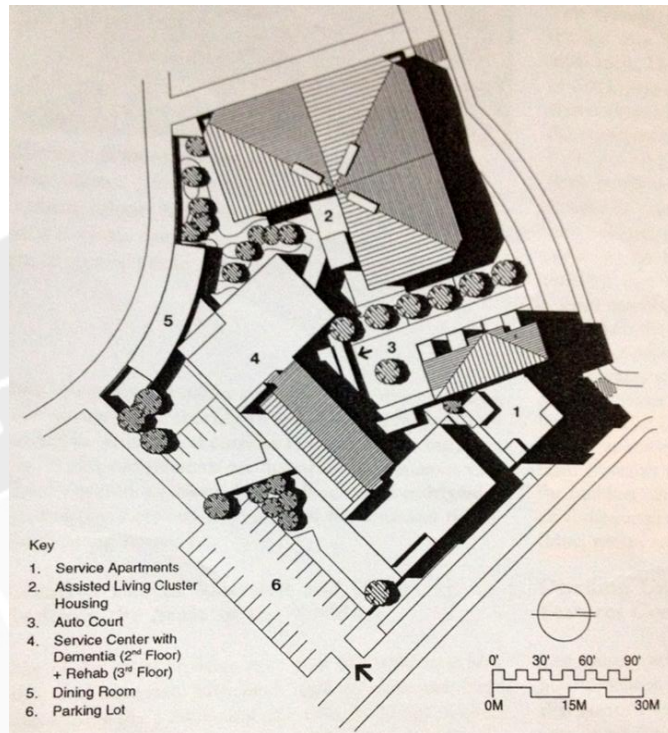 2
5
3
4
1
6
Key
1. Service Apartments
2. Assisted Living Cluster
Housing
3. Auto Court
4. Service Center with
Dementia (2nd Floor)
+ Rehab (3rd Floor)
5. Dining Room
6. Parking Lot
0' 30' 60' 90'
0M 15M 30M